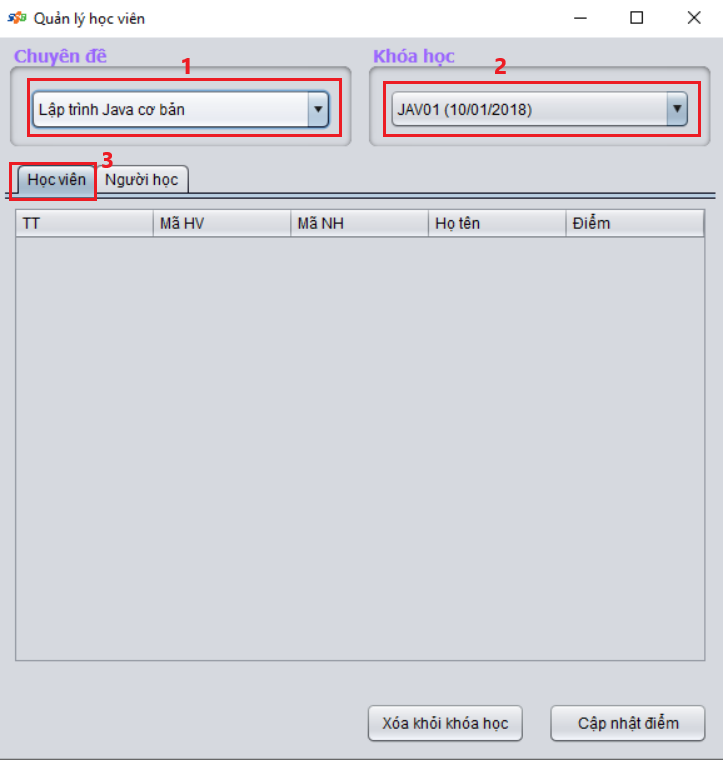 Quản lý học viên
Chuyên đề
Khóa học
1
2
Lập trình Java cơ bản
JAV01 (10/01/2018)
3
Học viên
Người học
TT Mã HV Mã NH Họ tên Điểm
Xóa khỏi khóa học
Cập nhật điểm